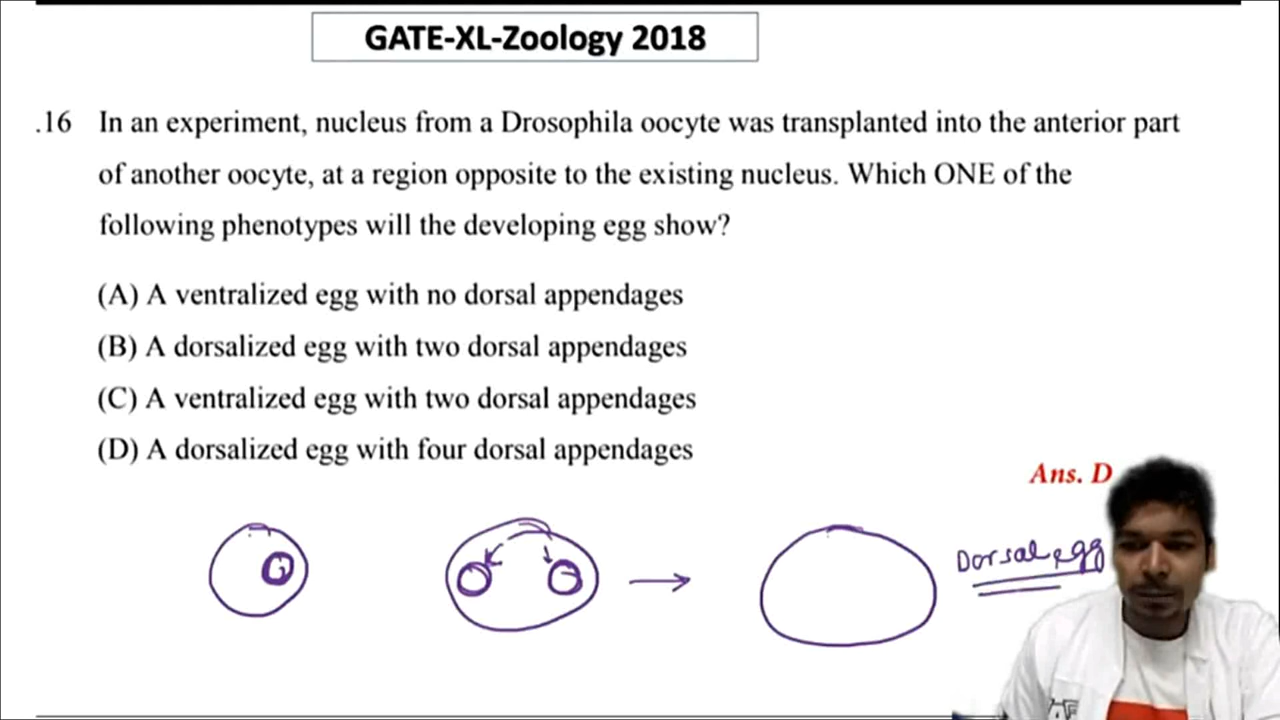 GATE-XL-Zoology 2018
.16 In an experiment, nucleus from a Drosophila oocyte was transplanted into the anterior part
of another oocyte, at a region opposite to the existing nucleus. Which ONE of the
following phenotypes will the developing egg show?
(A) A ventralized egg with no dorsal appendages
(B) A dorsalized egg with two dorsal appendages
(C) A ventralized egg with two dorsal appendages
(D) A dorsalized egg with four dorsal appendages
Ans. D
Dorsal egg